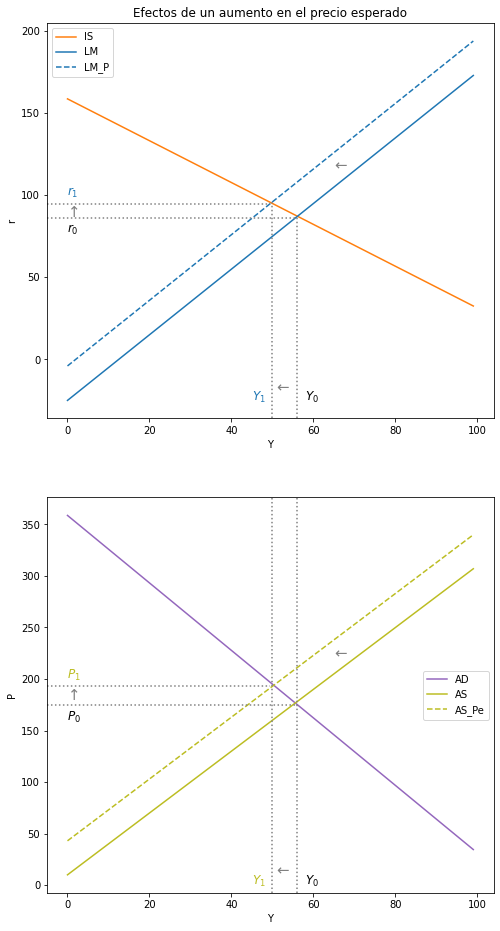 Efectos de un aumento en el precio esperado
IS
LM
LM_P
200
150
100
50
0
r
r₁
↑
r₀
←
Y₁
←
Y₀
0 20 40 60 80 100
Y
350
300
250
200
150
100
50
0
P
P₁
↑
P₀
←
AD
AS
AS_Pe
Y₁
←
Y₀
0 20 40 60 80 100
Y